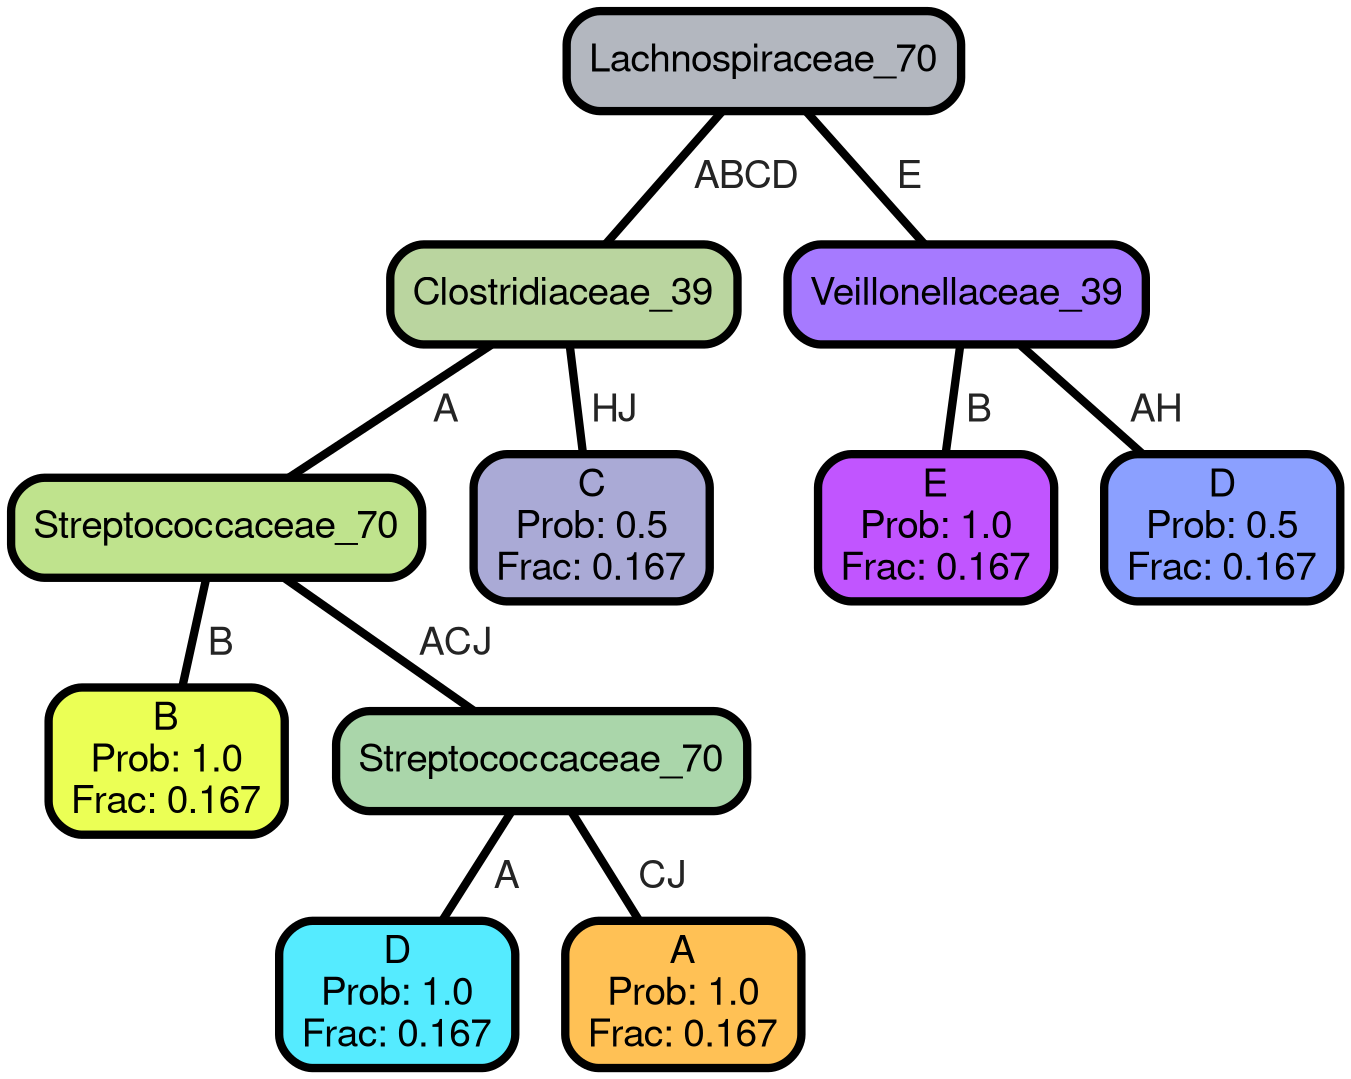 Lachnospiraceae_70
ABCD
E
Clostridiaceae_39
Veillonellaceae_39
A
HJ
B
AH
Streptococcaceae_70
C
Prob: 0.5
Frac: 0.167
E
Prob: 1.0
Frac: 0.167
D
Prob: 0.5
Frac: 0.167
B
ACJ
B
Prob: 1.0
Frac: 0.167
Streptococcaceae_70
A
CJ
D
Prob: 1.0
Frac: 0.167
A
Prob: 1.0
Frac: 0.167